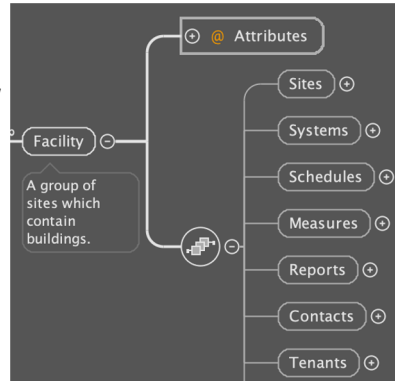 @ Attributes
Sites
Facility
Systems
A group of
sites which
contain
buildings.
Schedules
Measures
Reports
Contacts
Tenants